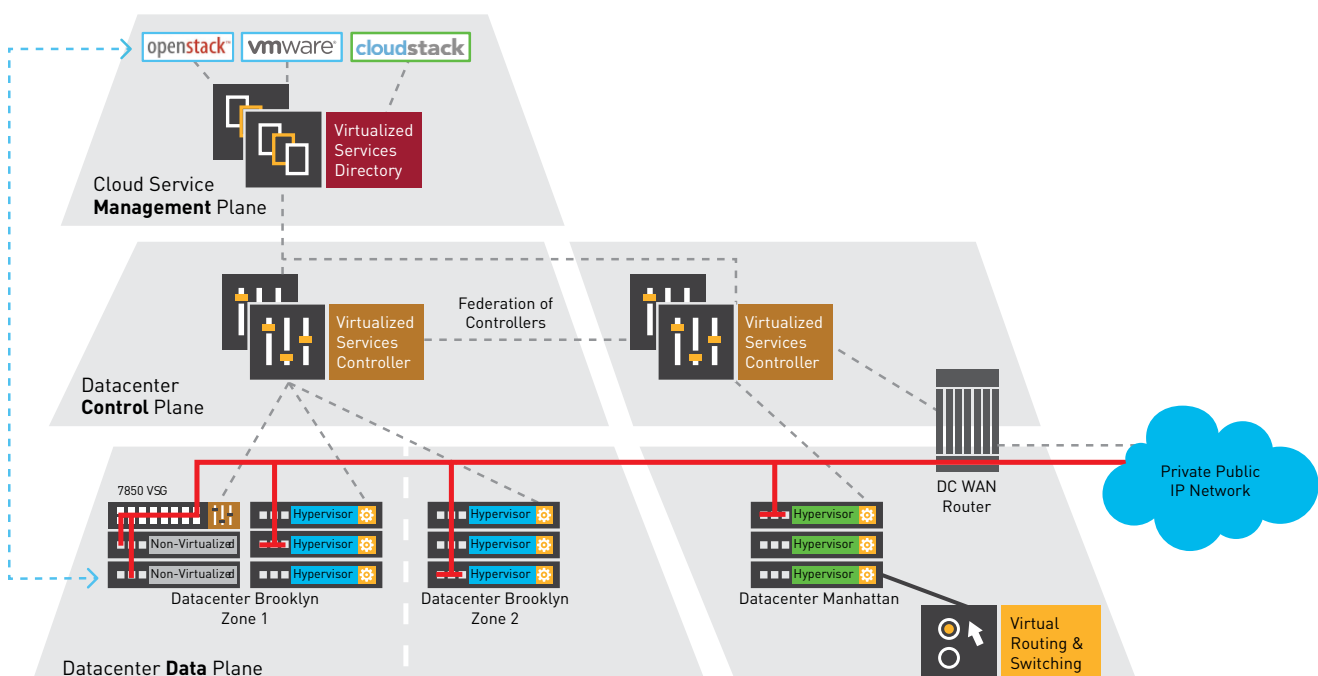 openstack™
vmware®
cloudstack
Virtualized
Services
Directory
Cloud Service
Management Plane
Virtualized
Services
Controller
Federation of
Controllers
Virtualized
Services
Controller
Datacenter
Control Plane
7850 VSG
Non-Virtualized
Non-Virtualized
Hypervisor
Hypervisor
Hypervisor
Datacenter Brooklyn
Zone 1
Hypervisor
Hypervisor
Hypervisor
Datacenter Brooklyn
Zone 2
Hypervisor
Hypervisor
Hypervisor
Datacenter Manhattan
DC WAN
Router
Private Public
IP Network
Virtual
Routing &
Switching
Datacenter Data Plane